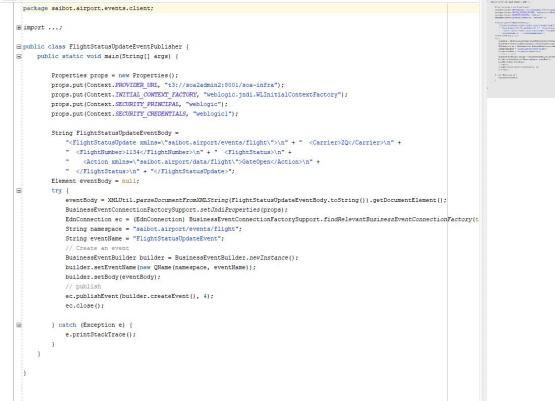 package saibot.airport.events.client;
import ...;
public class FlightStatusUpdateEventPublisher {
public static void main(String[] args) {
Properties props = new Properties();
props.put(Context.PROVIDER_URL, "t3://soa2admin2:8001/soa-infra");
props.put(Context.INITIAL_CONTEXT_FACTORY, "weblogic.jndi.WLInitialContextFactory");
props.put(Context.SECURITY_PRINCIPAL, "weblogic");
props.put(Context.SECURITY_CREDENTIALS, "weblogic1");
String FlightStatusUpdateEventBody =
"<FlightStatusUpdate xmlns=\"saibot.airport/events/flight\">\n" + "  <Carrier>ZQ</Carrier>\n" +
"  <FlightNumber>1134</FlightNumber>\n" + "  <FlightStatus>\n" +
"    <Action xmlns=\"saibot.airport/data/flight\">GateOpen</Action>\n" +
"  </FlightStatus>\n" + "</FlightStatusUpdate>";
Element eventBody = null;
try {
eventBody = XMLUtil.parseDocumentFromXMLString(FlightStatusUpdateEventBody.toString()).getDocumentElement();
BusinessEventConnectionFactorySupport.setJndiProperties(props);
EdnConnection ec = (EdnConnection) BusinessEventConnectionFactorySupport.findRelevantBusinessEventConnectionFactory(t
String namespace = "saibot.airport/events/flight";
String eventName = "FlightStatusUpdateEvent";
// Create an event
BusinessEventBuilder builder = BusinessEventBuilder.newInstance();
builder.setEventName(new QName(namespace, eventName));
builder.setBody(eventBody);
// publish
ec.publishEvent(builder.createEvent(), 4);
ec.close();
} catch (Exception e) {
e.printStackTrace();
}
}
}